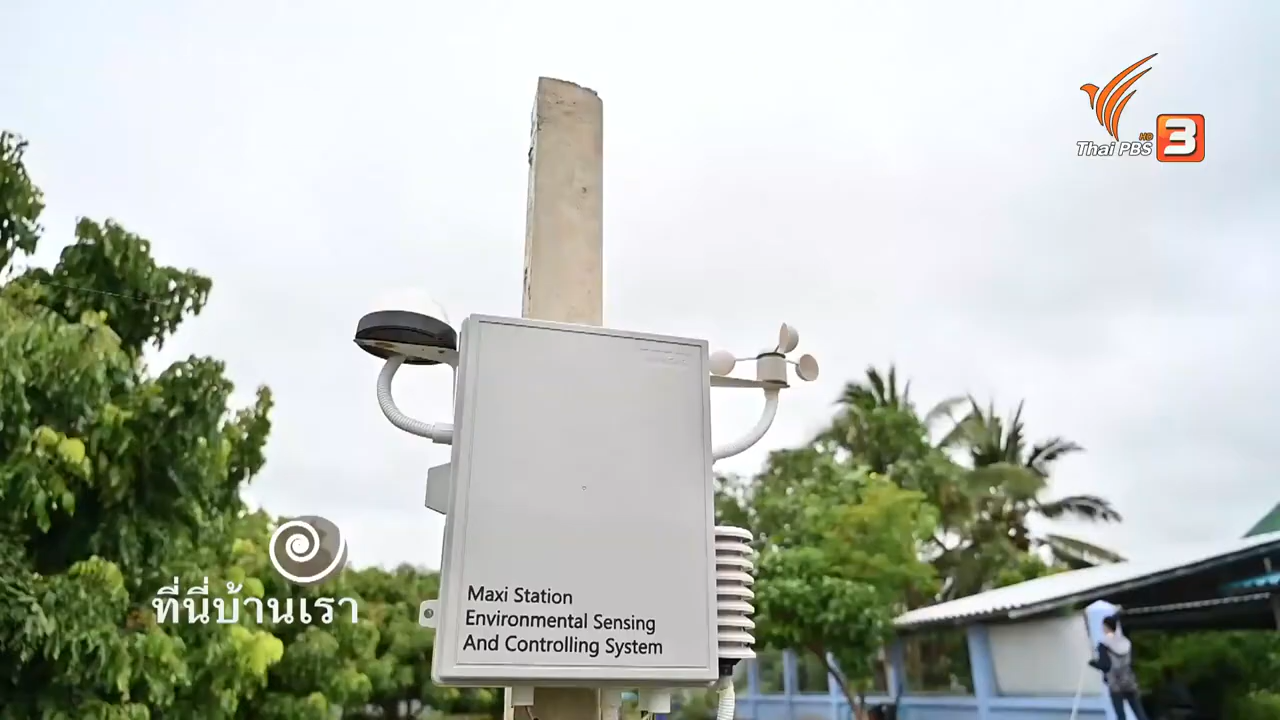 HD
Thai PBS 3
ที่นี่บ้านเรา
Maxi Station
Environmental Sensing
And Controlling System